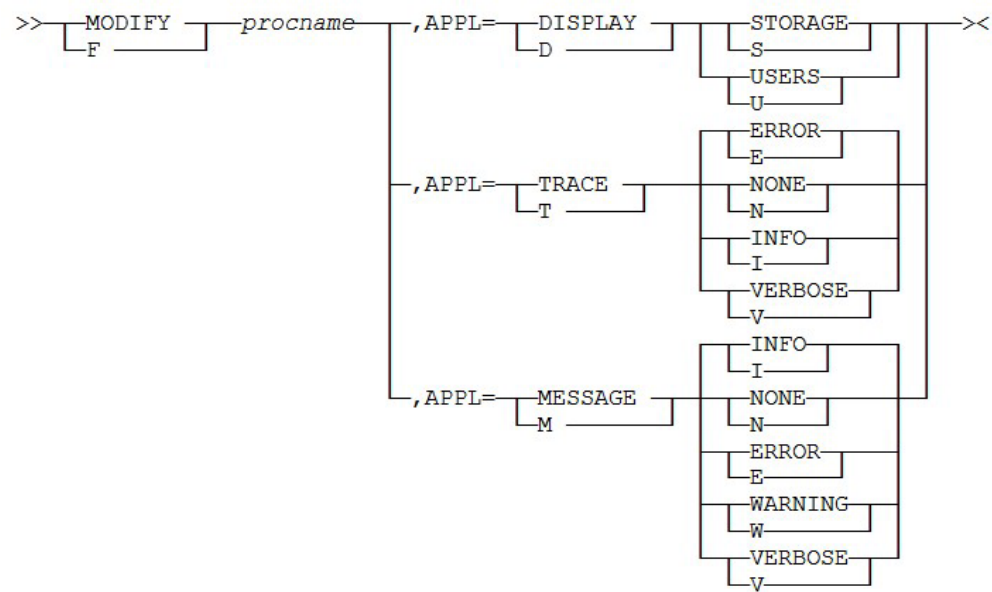 >>──MODIFY──procname──,APPL=──DISPLAY──STORAGE──><
F D S
USERS
U
ERROR
E
,APPL= TRACE NONE
T N
INFO
I
VERBOSE
V
INFO
I
,APPL= MESSAGE NONE
M N
ERROR
E
WARNING
W
VERBOSE
V